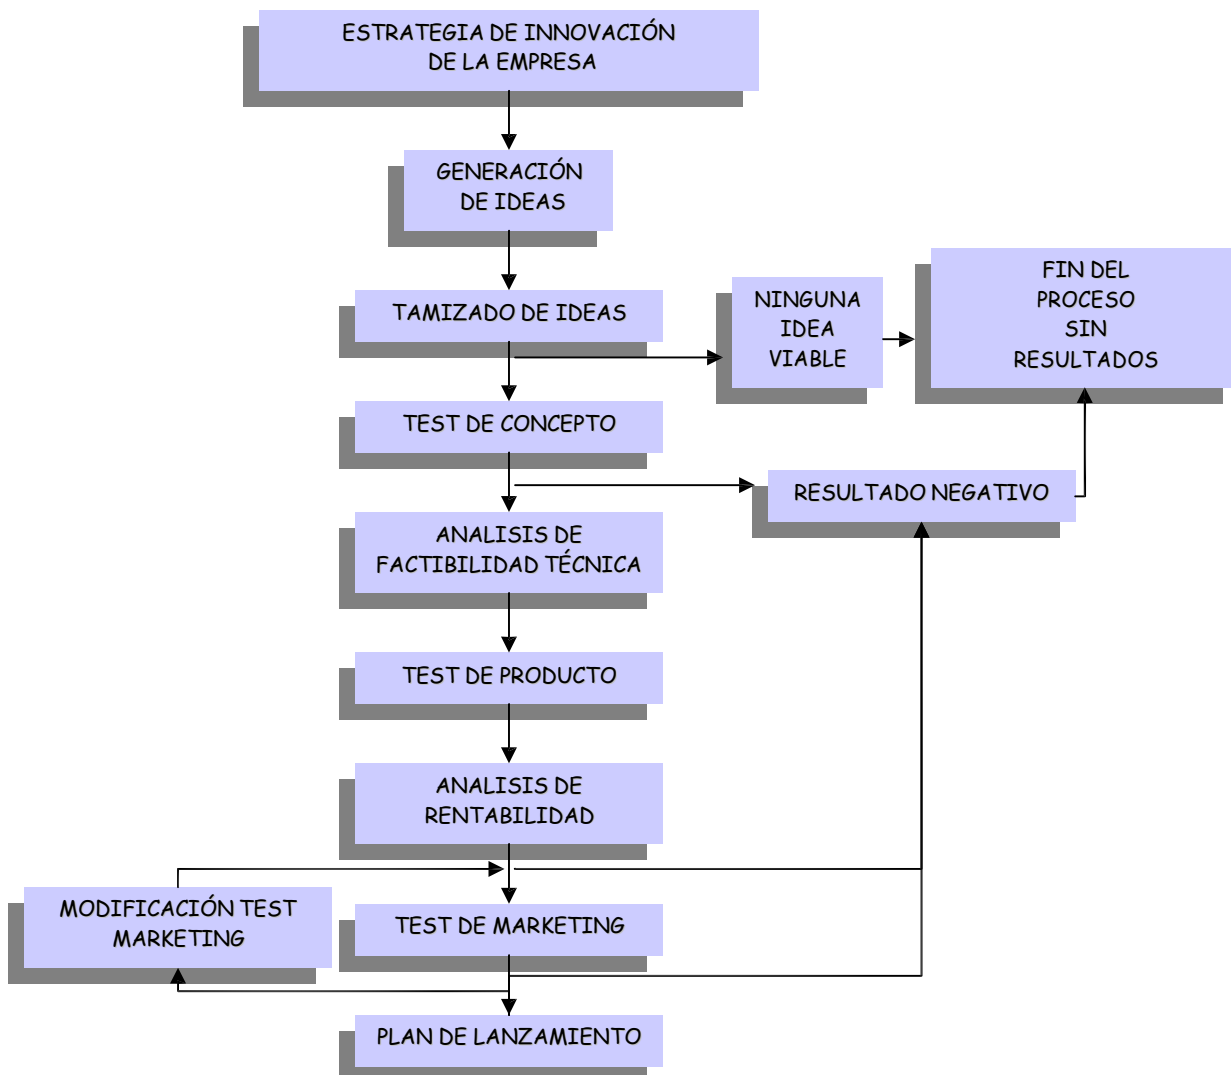 ESTRATEGIA DE INNOVACIÓN
DE LA EMPRESA
GENERACIÓN
DE IDEAS
TAMIZADO DE IDEAS
NINGUNA
IDEA
VIABLE
FIN DEL
PROCESO
SIN
RESULTADOS
TEST DE CONCEPTO
RESULTADO NEGATIVO
ANALISIS DE
FACTIBILIDAD TÉCNICA
TEST DE PRODUCTO
ANALISIS DE
RENTABILIDAD
MODIFICACIÓN TEST
MARKETING
TEST DE MARKETING
PLAN DE LANZAMIENTO